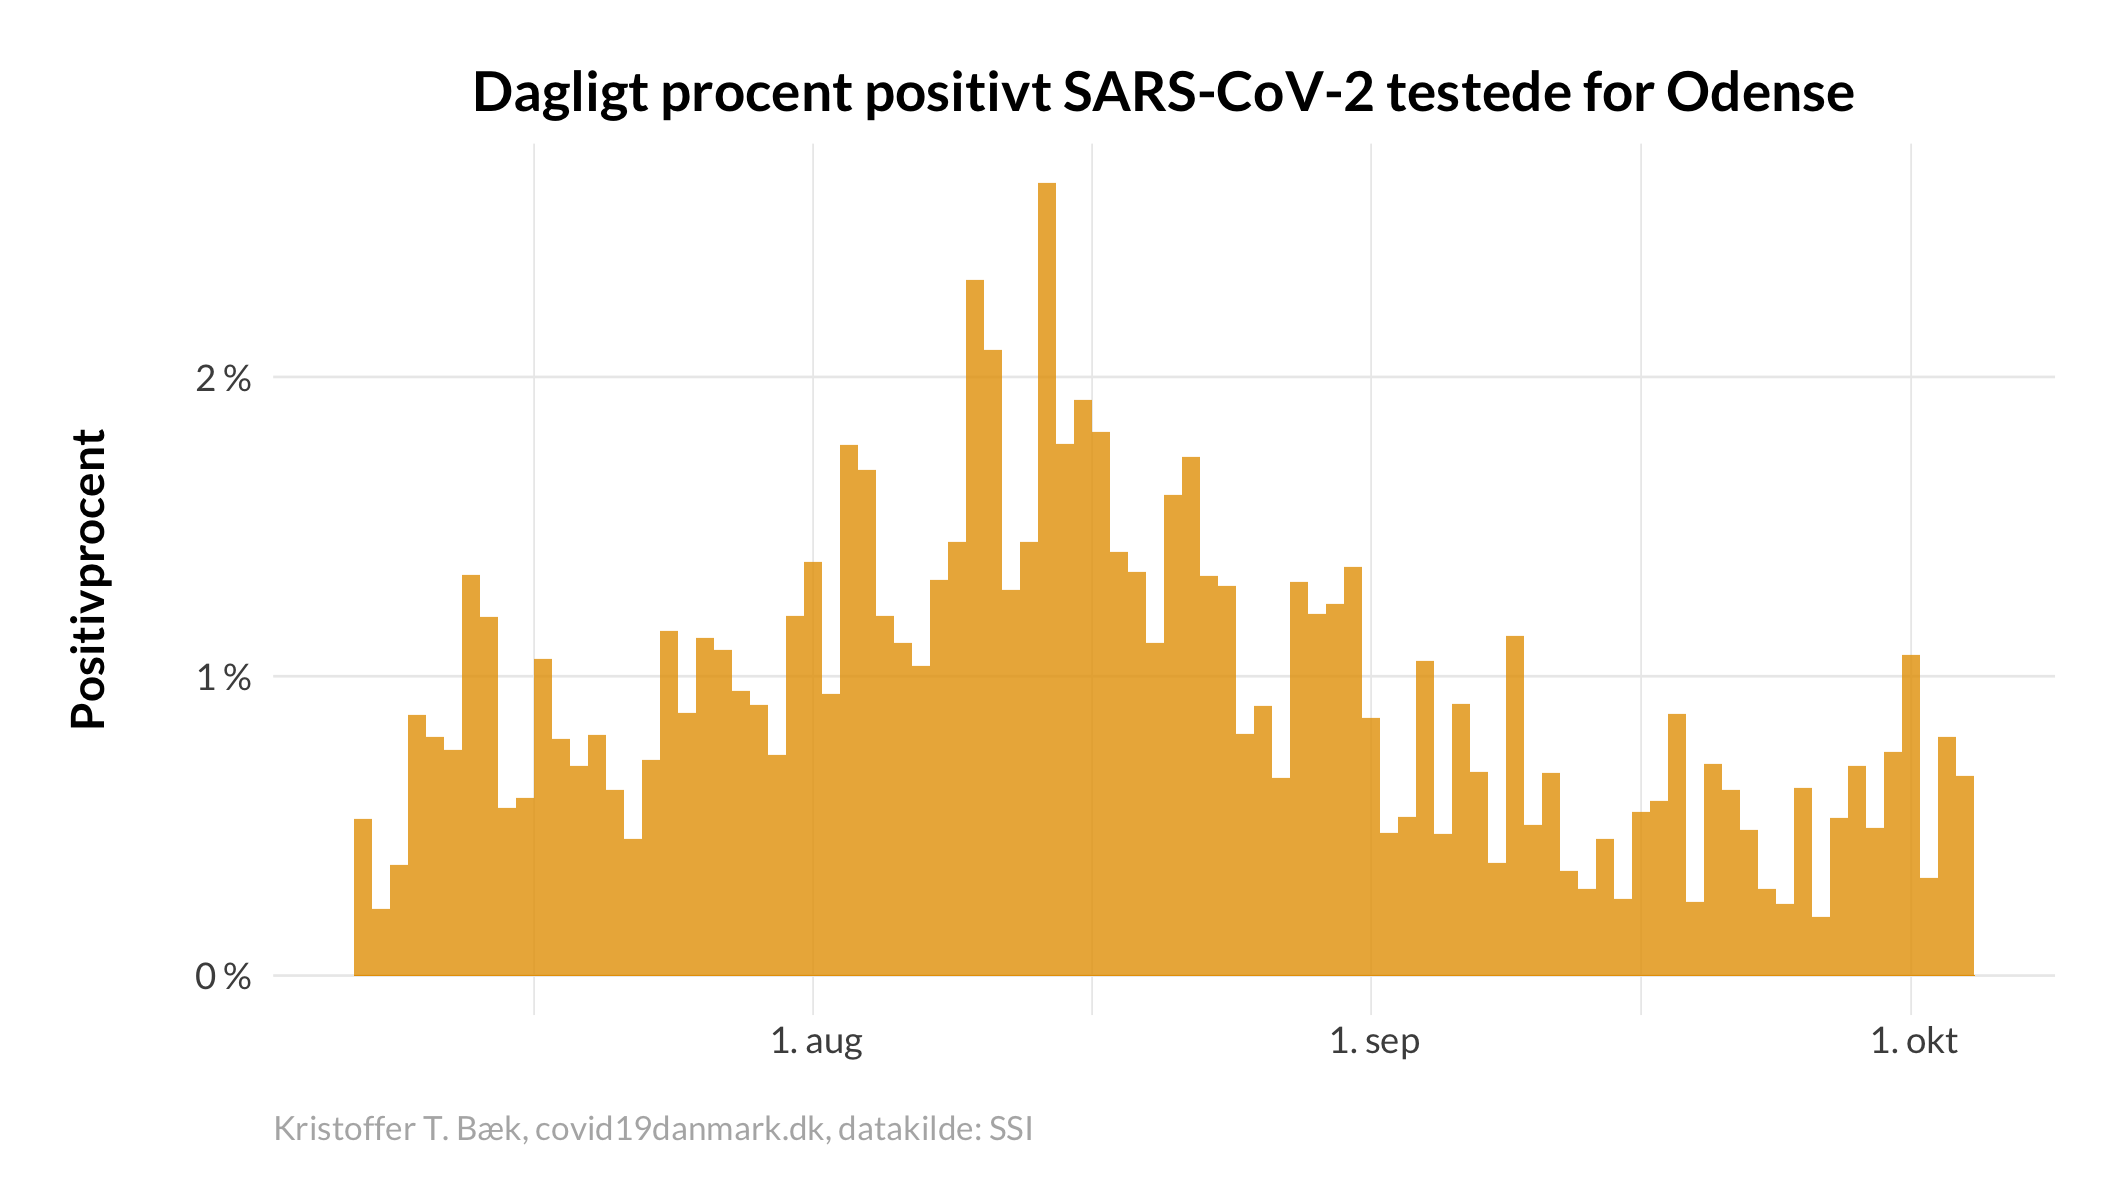 Dagligt procent positivt SARS-CoV-2 testede for Odense
Positivprocent
2 %
1 %
0 %
1. aug
1. sep
1. okt
Kristoffer T. Bæk, covid19danmark.dk, datakilde: SSI